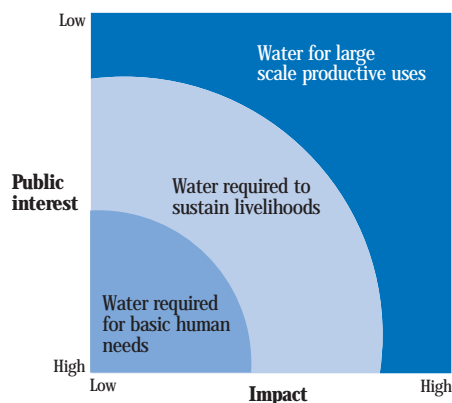 Low
Water for large
scale productive uses
Public
interest
Water required to
sustain livelihoods
Water required
for basic human
needs
High
Low
Impact
High